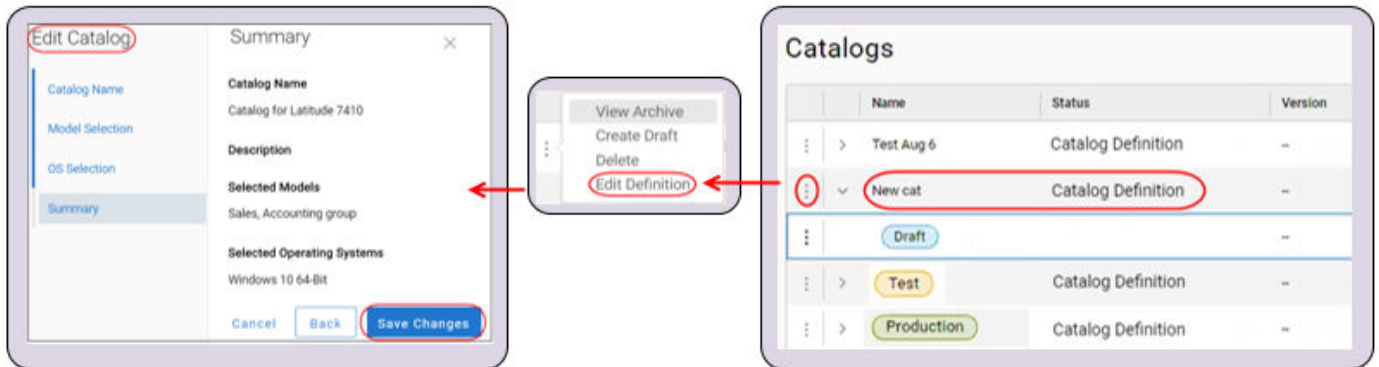 Edit Catalog
Catalog Name
Model Selection
OS Selection
Summary
Summary
Catalog Name
Catalog for Latitude 7410
Description
Selected Models
Sales, Accounting group
Selected Operating Systems
Windows 10 64-Bit
Cancel Back Save Changes
View Archive
Create Draft
Delete
Edit Definition
Catalogs
Name Status Version
Test Aug 6 Catalog Definition --
New cat Catalog Definition --
Draft --
Test Catalog Definition --
Production Catalog Definition --